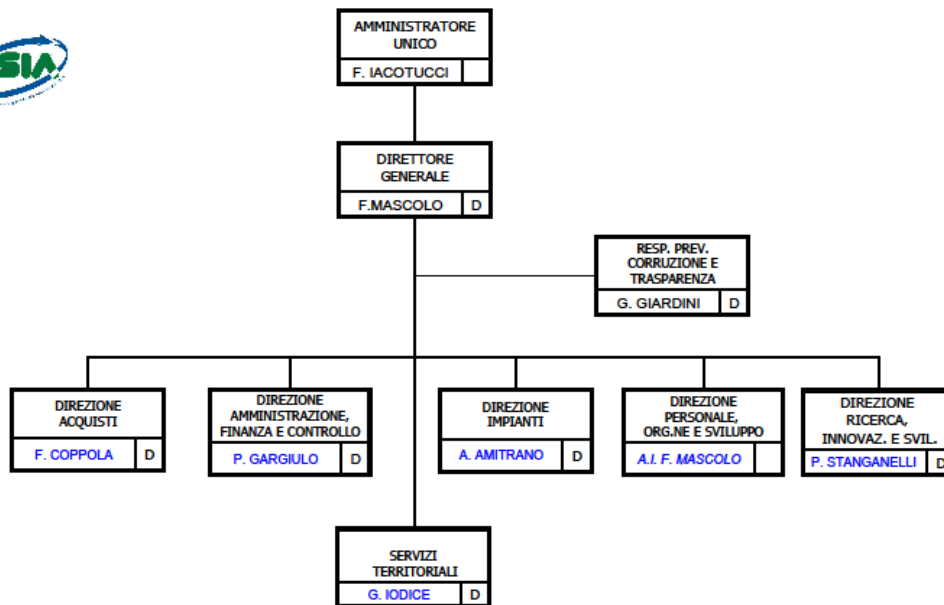 AMMINISTRATORE
UNICO
F. IACOTUCCI
SIA
DIRETTORE
GENERALE
F.MASCOLO D
RESP. PREV.
CORRUZIONE E
TRASPARENZA
G. GIARDINI D
DIREZIONE
ACQUISTI
F. COPPOLA D
DIREZIONE
AMMINISTRAZIONE,
FINANZA E CONTROLLO
P. GARGIULO D
DIREZIONE
IMPIANTI
A. AMITRANO D
DIREZIONE
PERSONALE,
ORG.NE E SVILUPPO
A.I. F. MASCOLO
DIREZIONE
RICERCA,
INNOVAZ. E SVIL.
P. STANGANELLI D
SERVIZI
TERRITORIALI
G. IODICE D